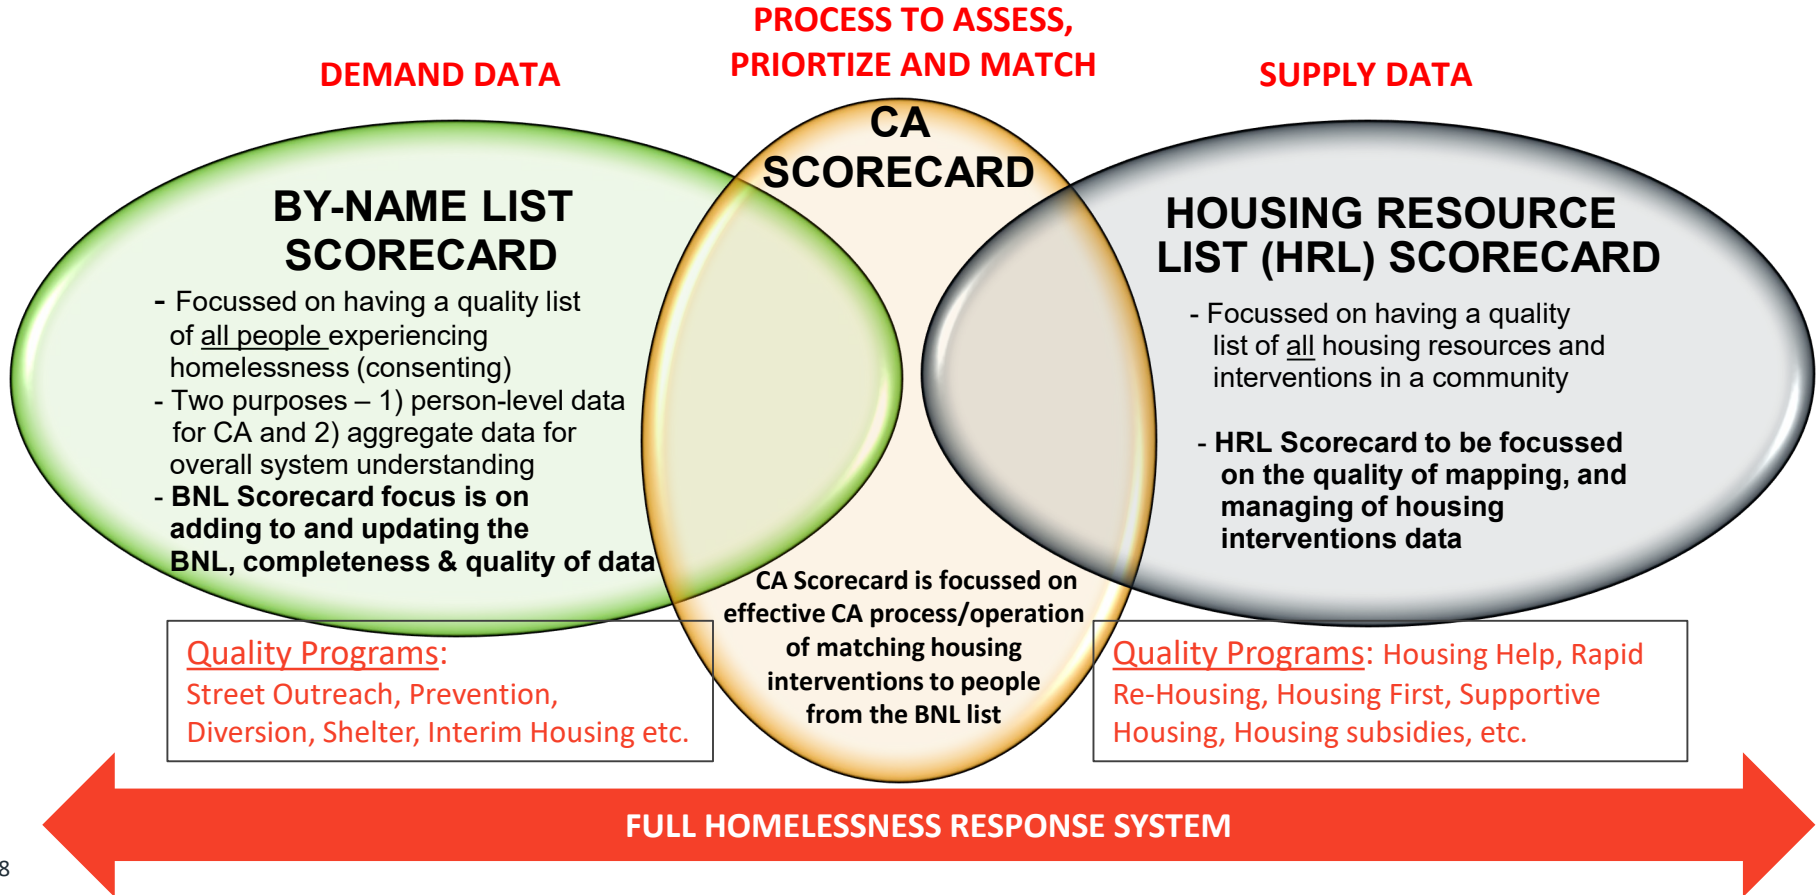 PROCESS TO ASSESS,
PRIORTIZE AND MATCH
DEMAND DATA
SUPPLY DATA
CA
SCORECARD
BY-NAME LIST
SCORECARD
- Focussed on having a quality list
of all people experiencing
homelessness (consenting)
- Two purposes – 1) person-level data
for CA and 2) aggregate data for
overall system understanding
- BNL Scorecard focus is on
adding to and updating the
BNL, completeness & quality of data
HOUSING RESOURCE
LIST (HRL) SCORECARD
- Focussed on having a quality
list of all housing resources and
interventions in a community
- HRL Scorecard to be focussed
on the quality of mapping, and
managing of housing
interventions data
CA Scorecard is focussed on
effective CA process/operation
of matching housing
interventions to people
from the BNL list
Quality Programs:
Street Outreach, Prevention,
Diversion, Shelter, Interim Housing etc.
Quality Programs: Housing Help, Rapid
Re-Housing, Housing First, Supportive
Housing, Housing subsidies, etc.
FULL HOMELESSNESS RESPONSE SYSTEM
8